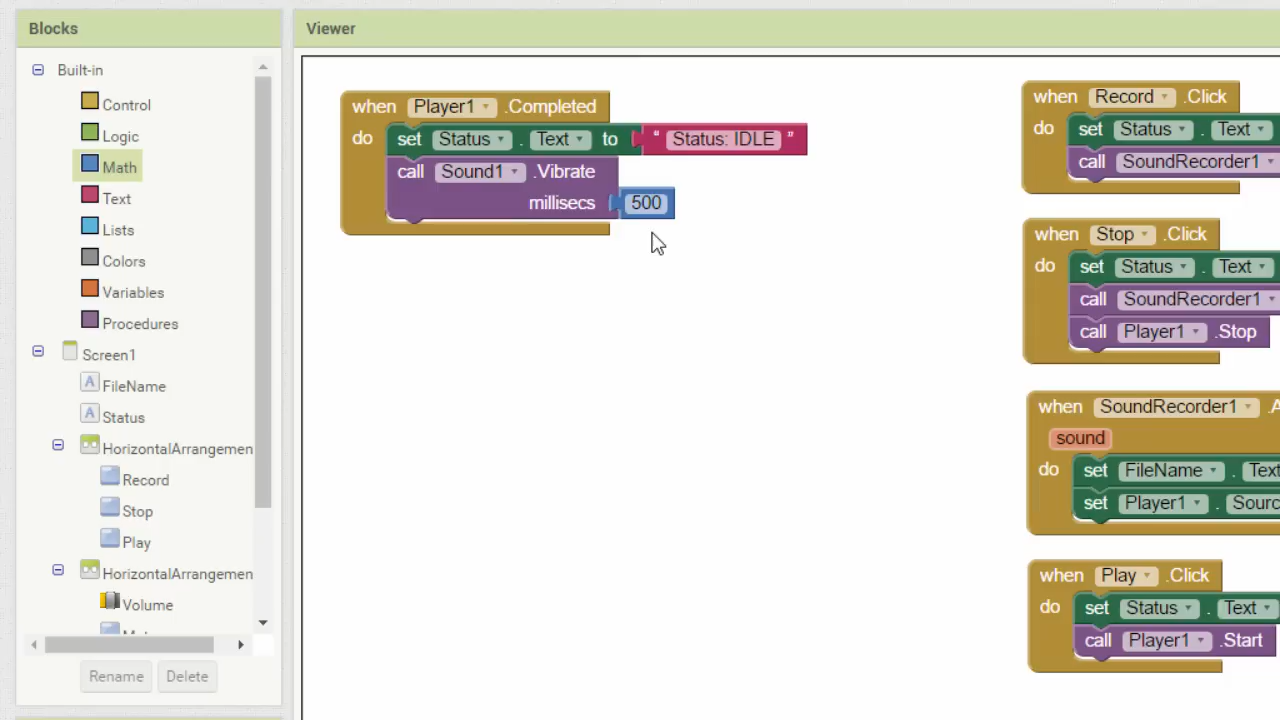 Blocks
Built-in
Control
Logic
Math
Text
Lists
Colors
Variables
Procedures
Screen1
FileName
Status
HorizontalArrangemen
Record
Stop
Play
HorizontalArrangemen
Volume
Rename Delete
Viewer
when Player1 .Completed
do set Status . Text to “ Status: IDLE ”
call Sound1 .Vibrate
millisecs 500
when Record .Click
do set Status . Text
call SoundRecorder1
when Stop .Click
do set Status . Text
call SoundRecorder1
call Player1 .Stop
when SoundRecorder1 .A
sound
do set FileName . Text
set Player1 . Sourc
when Play .Click
do set Status . Text
call Player1 .Start